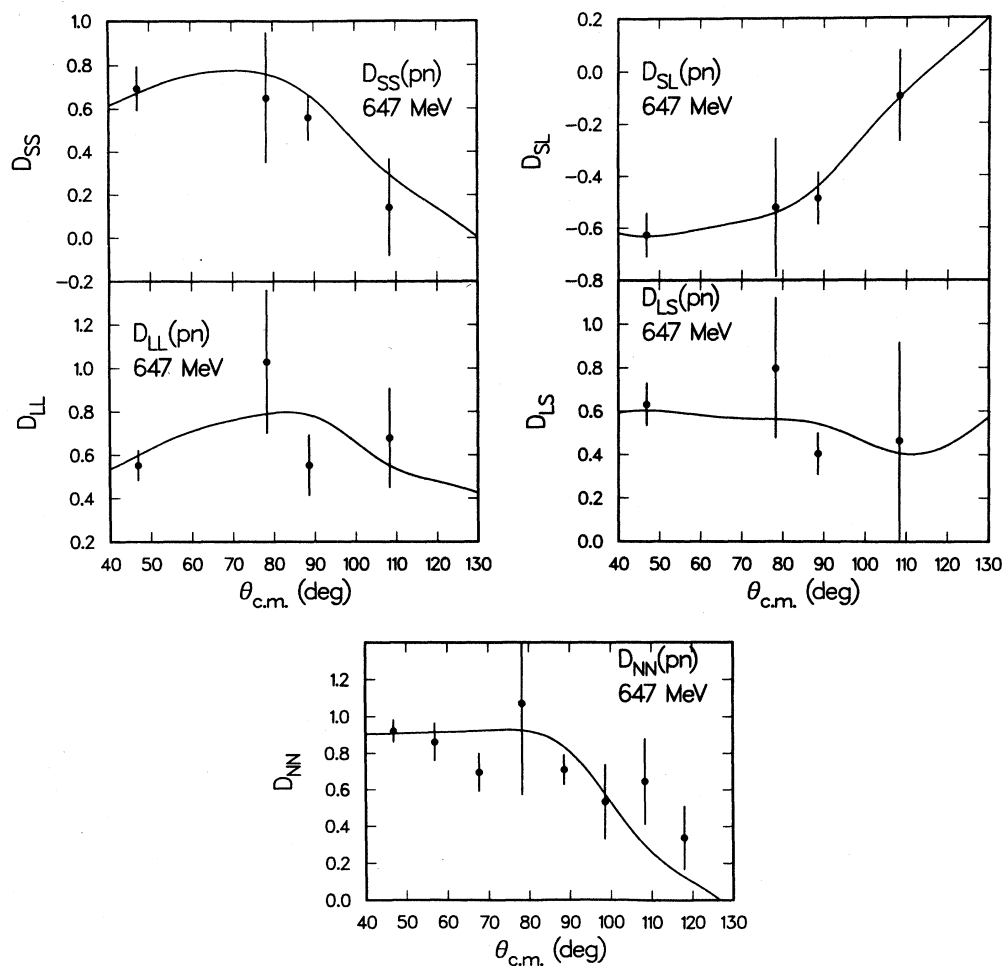 1.0
0.8
0.6
0.4
0.2
0.0
−0.2
D_SS
D_SS(pn)
647 MeV
0.2
0.0
−0.2
−0.4
−0.6
−0.8
D_SL
D_SL(pn)
647 MeV
1.2
1.0
0.8
0.6
0.4
0.2
D_LL
D_LL(pn)
647 MeV
40 50 60 70 80 90 100 110 120 130
θ_c.m. (deg)
1.0
0.8
0.6
0.4
0.2
0.0
D_LS
D_LS(pn)
647 MeV
40 50 60 70 80 90 100 110 120 130
θ_c.m. (deg)
1.2
1.0
0.8
0.6
0.4
0.2
0.0
D_NN
D_NN(pn)
647 MeV
40 50 60 70 80 90 100 110 120 130
θ_c.m. (deg)